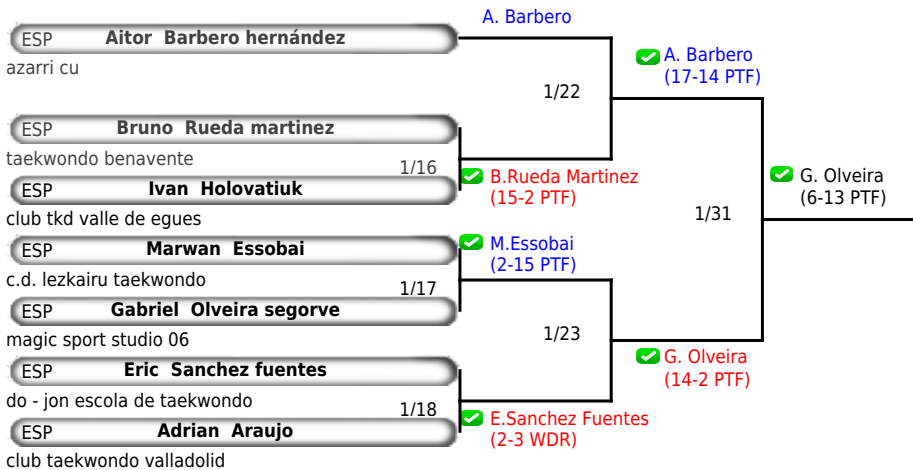 A. Barbero
ESP Aitor Barbero hernández
azarri cu
A. Barbero
(17-14 PTF)
1/22
ESP Bruno Rueda martinez
taekwondo benavente
1/16
B.Rueda Martinez
(15-2 PTF)
ESP Ivan Holovatiuk
club tkd valle de egues
G. Olveira
(6-13 PTF)
1/31
ESP Marwan Essobai
c.d. lezkairu taekwondo
M.Essobai
(2-15 PTF)
1/17
ESP Gabriel Olveira segorve
magic sport studio 06
1/23
G. Olveira
(14-2 PTF)
ESP Eric Sanchez fuentes
do - jon escola de taekwondo
1/18
E.Sanchez Fuentes
(2-3 WDR)
ESP Adrian Araujo
club taekwondo valladolid